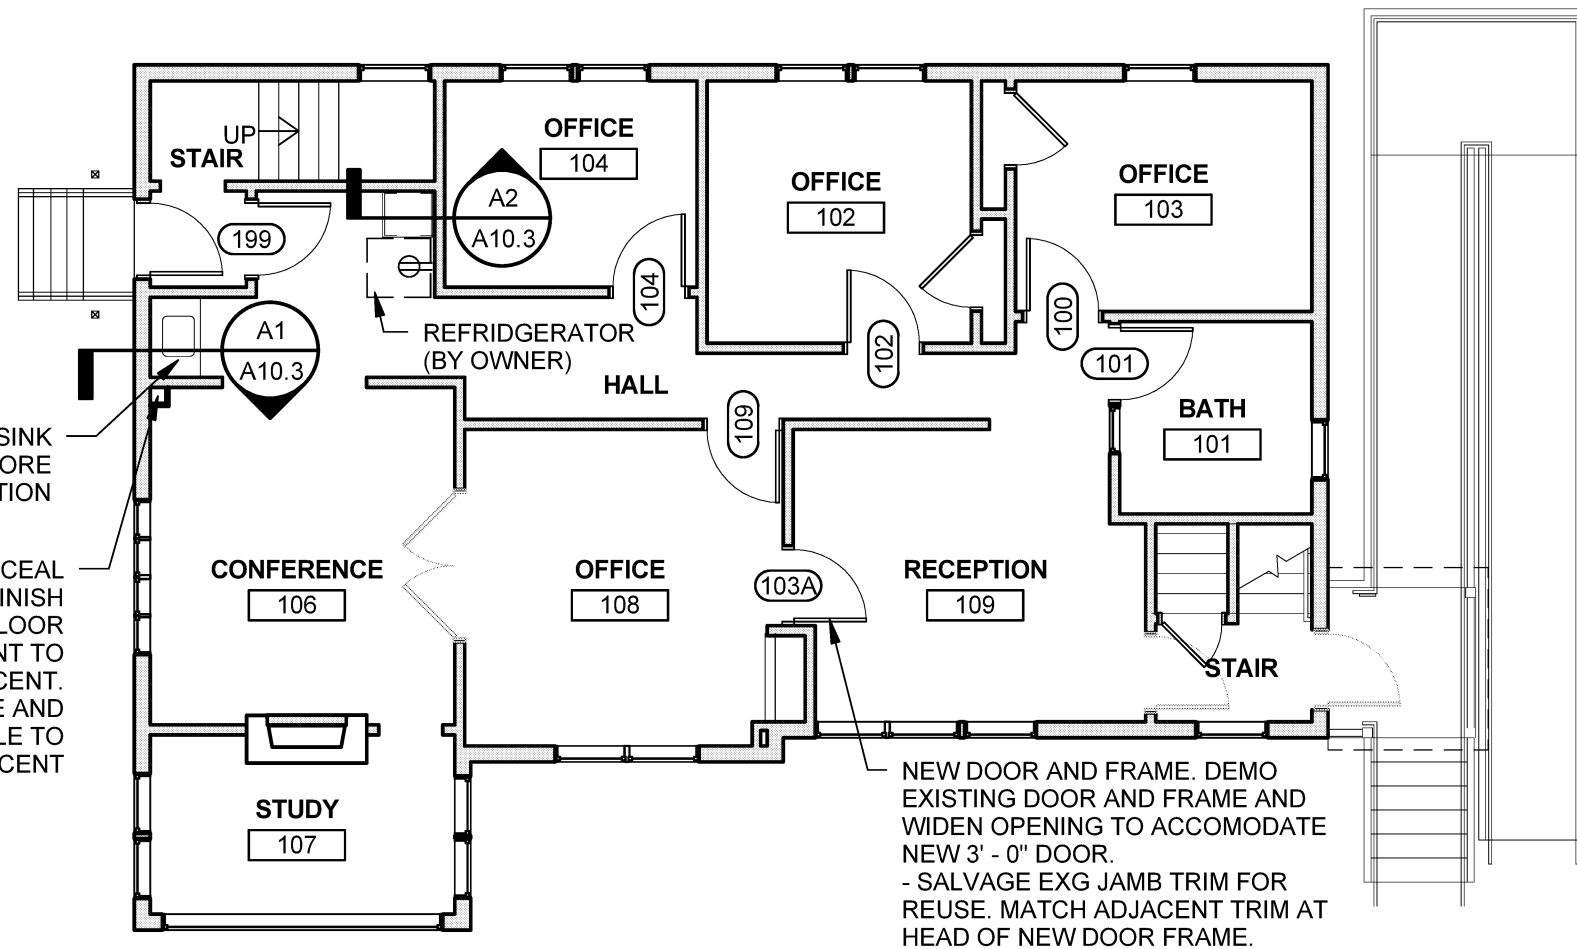 UP
STAIR
OFFICE
104
OFFICE
102
OFFICE
103
A2
A10.3
199
104
100
REFRIDGERATOR
(BY OWNER)
A1
A10.3
102
101
HALL
BATH
101
109
SINK
ORE
TION
CONFERENCE
106
OFFICE
108
103A
RECEPTION
109
STAIR
CEAL
INISH
LOOR
NT TO
CENT.
E AND
LE TO
CENT
STUDY
107
NEW DOOR AND FRAME. DEMO
EXISTING DOOR AND FRAME AND
WIDEN OPENING TO ACCOMODATE
NEW 3' - 0" DOOR.
- SALVAGE EXG JAMB TRIM FOR
REUSE. MATCH ADJACENT TRIM AT
HEAD OF NEW DOOR FRAME.